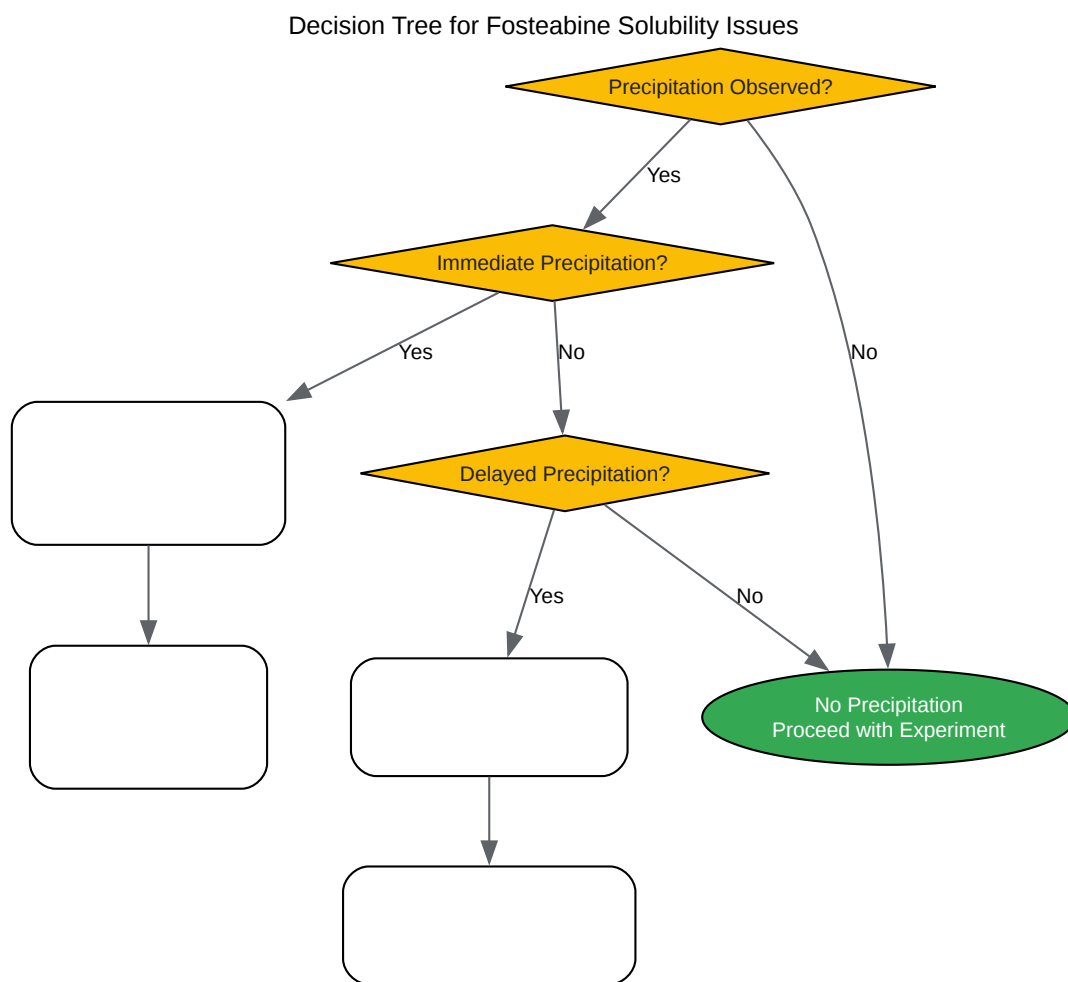 Decision Tree for Fosteabine Solubility Issues
Precipitation Observed?
Yes
Immediate Precipitation?
Yes
No
No
Delayed Precipitation?
Yes
No
No Precipitation
Proceed with Experiment